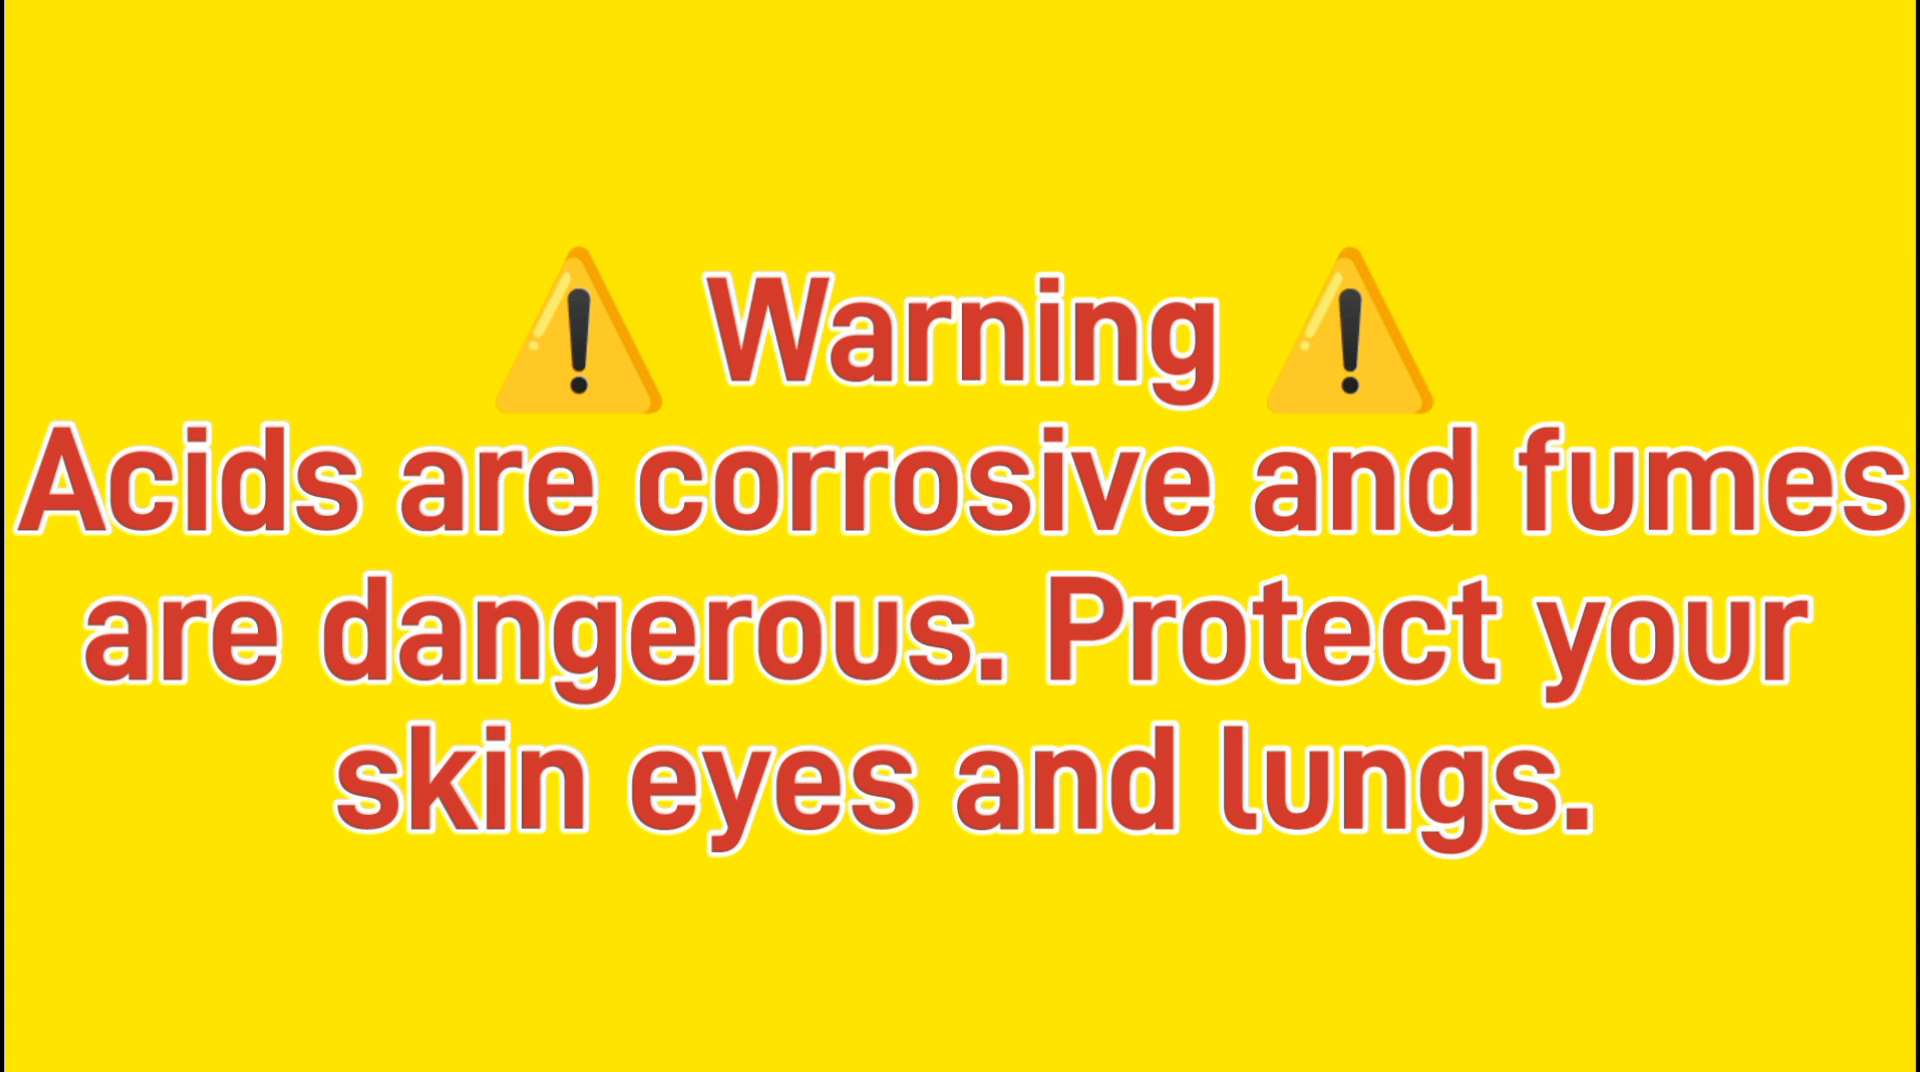 ⚠️ Warning ⚠️
Acids are corrosive and fumes
are dangerous. Protect your
skin eyes and lungs.